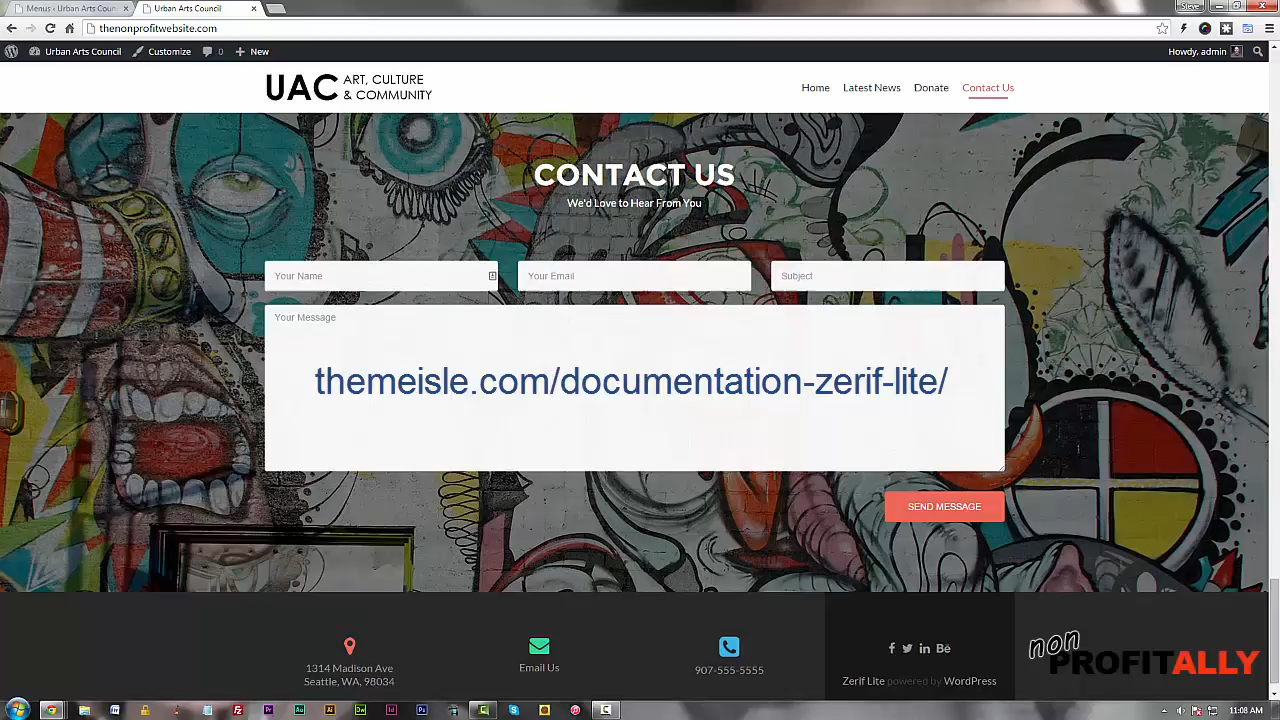 Menus ‹ Urban Arts Coun
Urban Arts Council
Steve
thenonprofitwebsite.com
Urban Arts Council
Customize
0
New
Howdy, admin
UAC ART, CULTURE
& COMMUNITY
Home
Latest News
Donate
Contact Us
CONTACT US
We'd Love to Hear From You
Your Name
Your Email
Subject
Your Message
themeisle.com/documentation-zerif-lite/
SEND MESSAGE
1314 Madison Ave
Seattle, WA, 98034
Email Us
907-555-5555
Zerif Lite powered by WordPress
non
PROFITALLY
11:08 AM